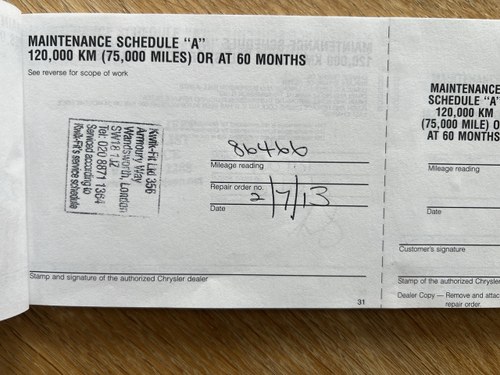 MAINTENANCE SCHEDULE “A”
120,000 KM (75,000 MILES) OR AT 60 MONTHS
See reverse for scope of work
Kwik-Fit Ltd 356
Armoury Way
Wandsworth, London
SW18 1JZ
Tel: 020 8871 1364
Serviced according to
Kwik-Fit's service schedule
86466
Mileage reading
Repair order no.
2/7/13
Date
Stamp and signature of the authorized Chrysler dealer
31
MAINTENANCE
SCHEDULE “A”
120,000 KM
(75,000 MILES) O
AT 60 MONTHS
Mileage reading
Date
Customer's signature
Stamp of the authorized Chrysler
Dealer Copy — Remove and attac
repair order.